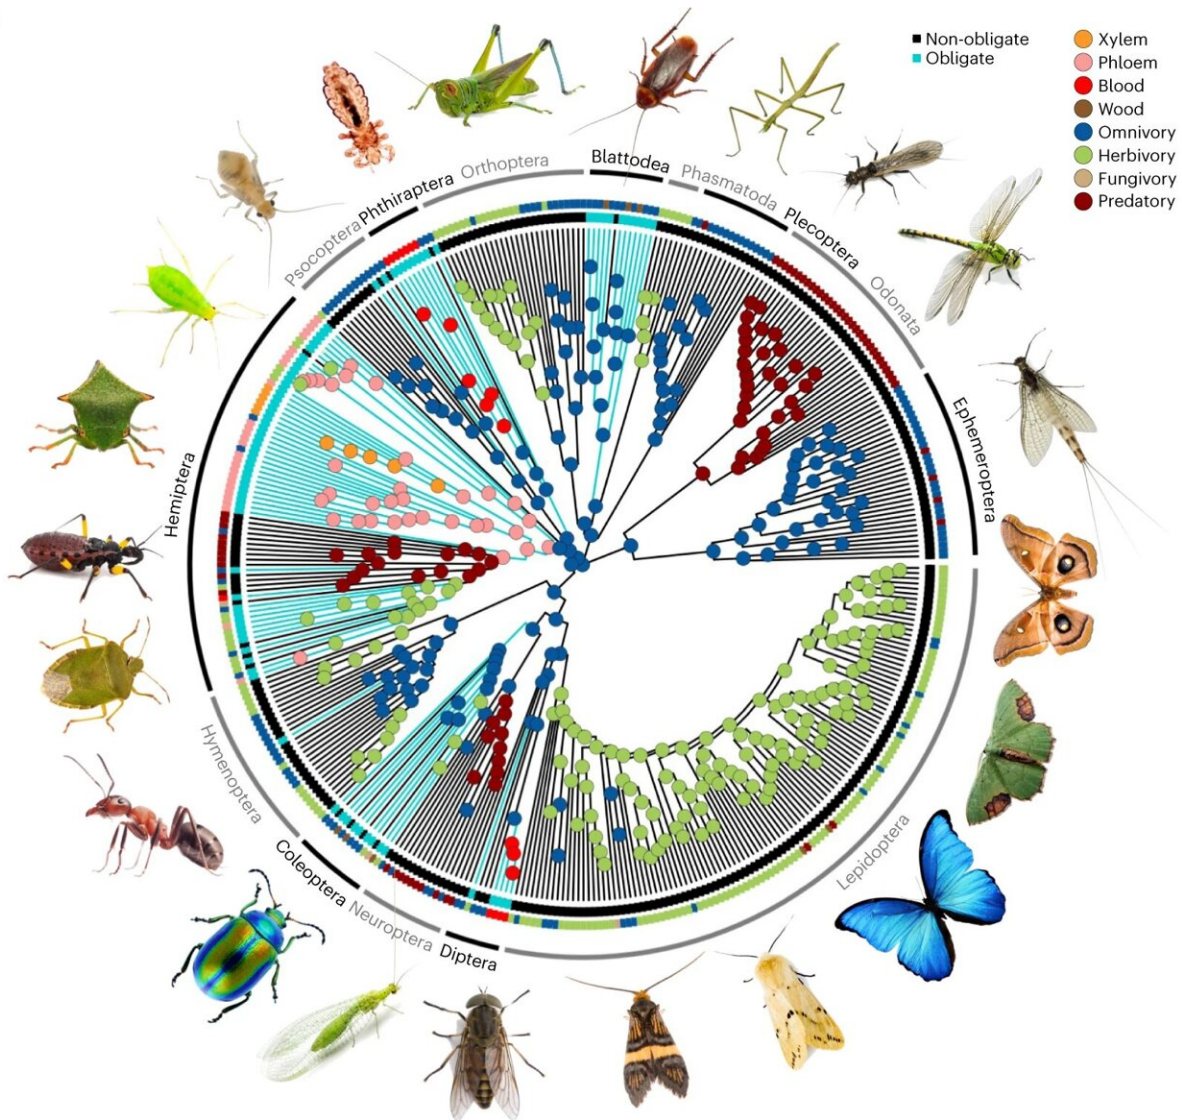 Non-obligate
Obligate
Xylem
Phloem
Blood
Wood
Omnivory
Herbivory
Fungivory
Predatory
Blattodea
Phasmatoda
Plecoptera
Odonata
Ephemeroptera
Lepidoptera
Diptera
Neuroptera
Coleoptera
Hymenoptera
Hemiptera
Psocoptera
Phthiraptera
Orthoptera